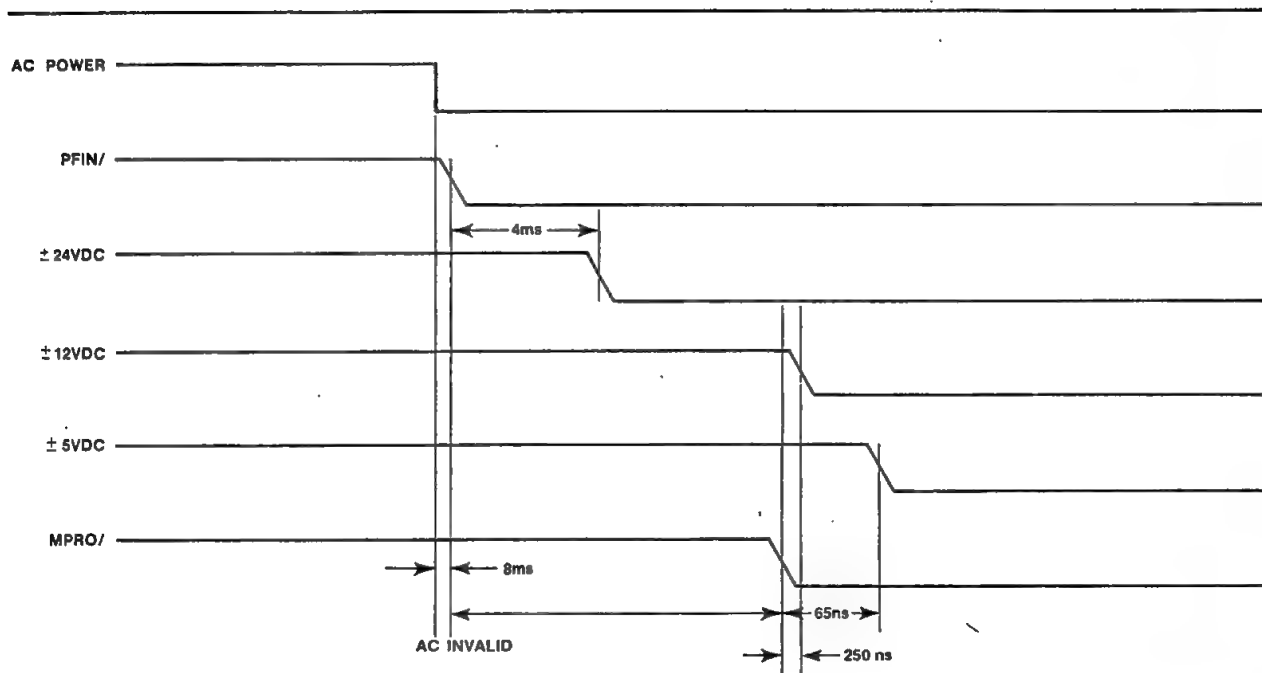 AC POWER
PFIN/
4ms
± 24VDC
± 12VDC
± 5VDC
MPRO/
8ms
65ns
AC INVALID
250 ns